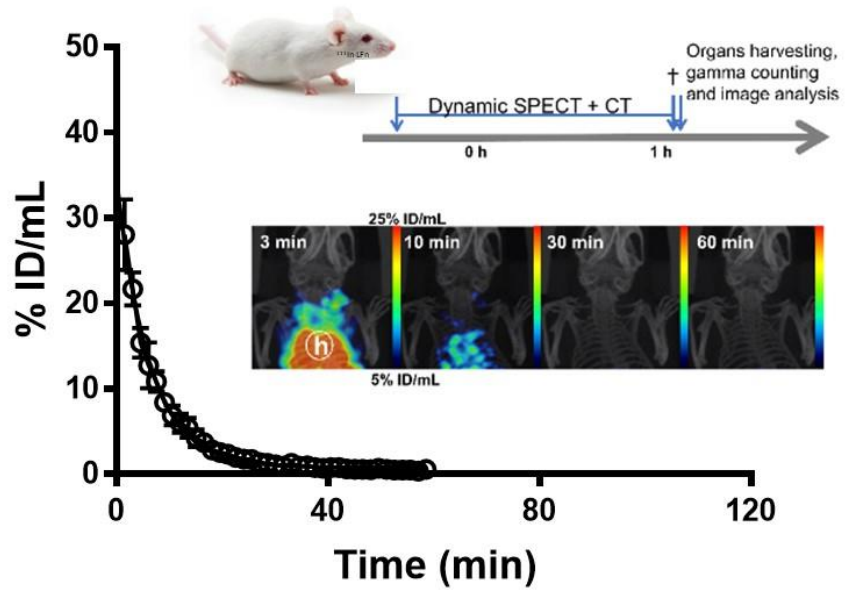 50
40
30
20
10
0
% ID/mL
0
40
80
120
Time (min)
¹¹¹In-LFn
Organs harvesting,
† gamma counting
and image analysis
Dynamic SPECT + CT
0 h
1 h
25% ID/mL
3 min
10 min
30 min
60 min
h
5% ID/mL